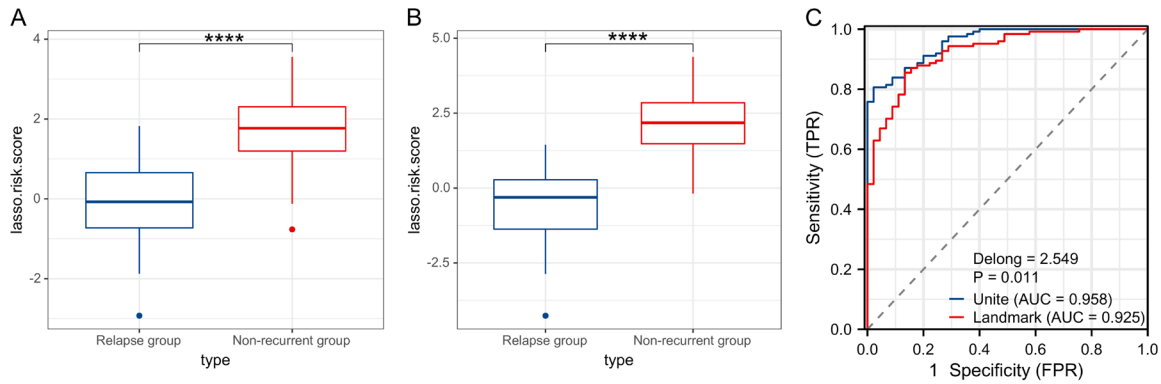 A
4
2
0
-2
lasso.risk.score
****
Relapse group
Non-recurrent group
type
B
5.0
2.5
0.0
-2.5
lasso.risk.score
****
Relapse group
Non-recurrent group
type
C
1.0
0.8
0.6
0.4
0.2
0.0
Sensitivity (TPR)
Delong = 2.549
P = 0.011
Unite (AUC = 0.958)
Landmark (AUC = 0.925)
0.0 0.2 0.4 0.6 0.8 1.0
1 Specificity (FPR)